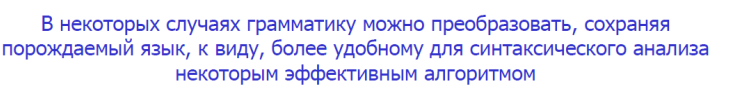 В некоторых случаях грамматику можно преобразовать, сохраняя
порождаемый язык, к виду, более удобному для синтаксического анализа
некоторым эффективным алгоритмом